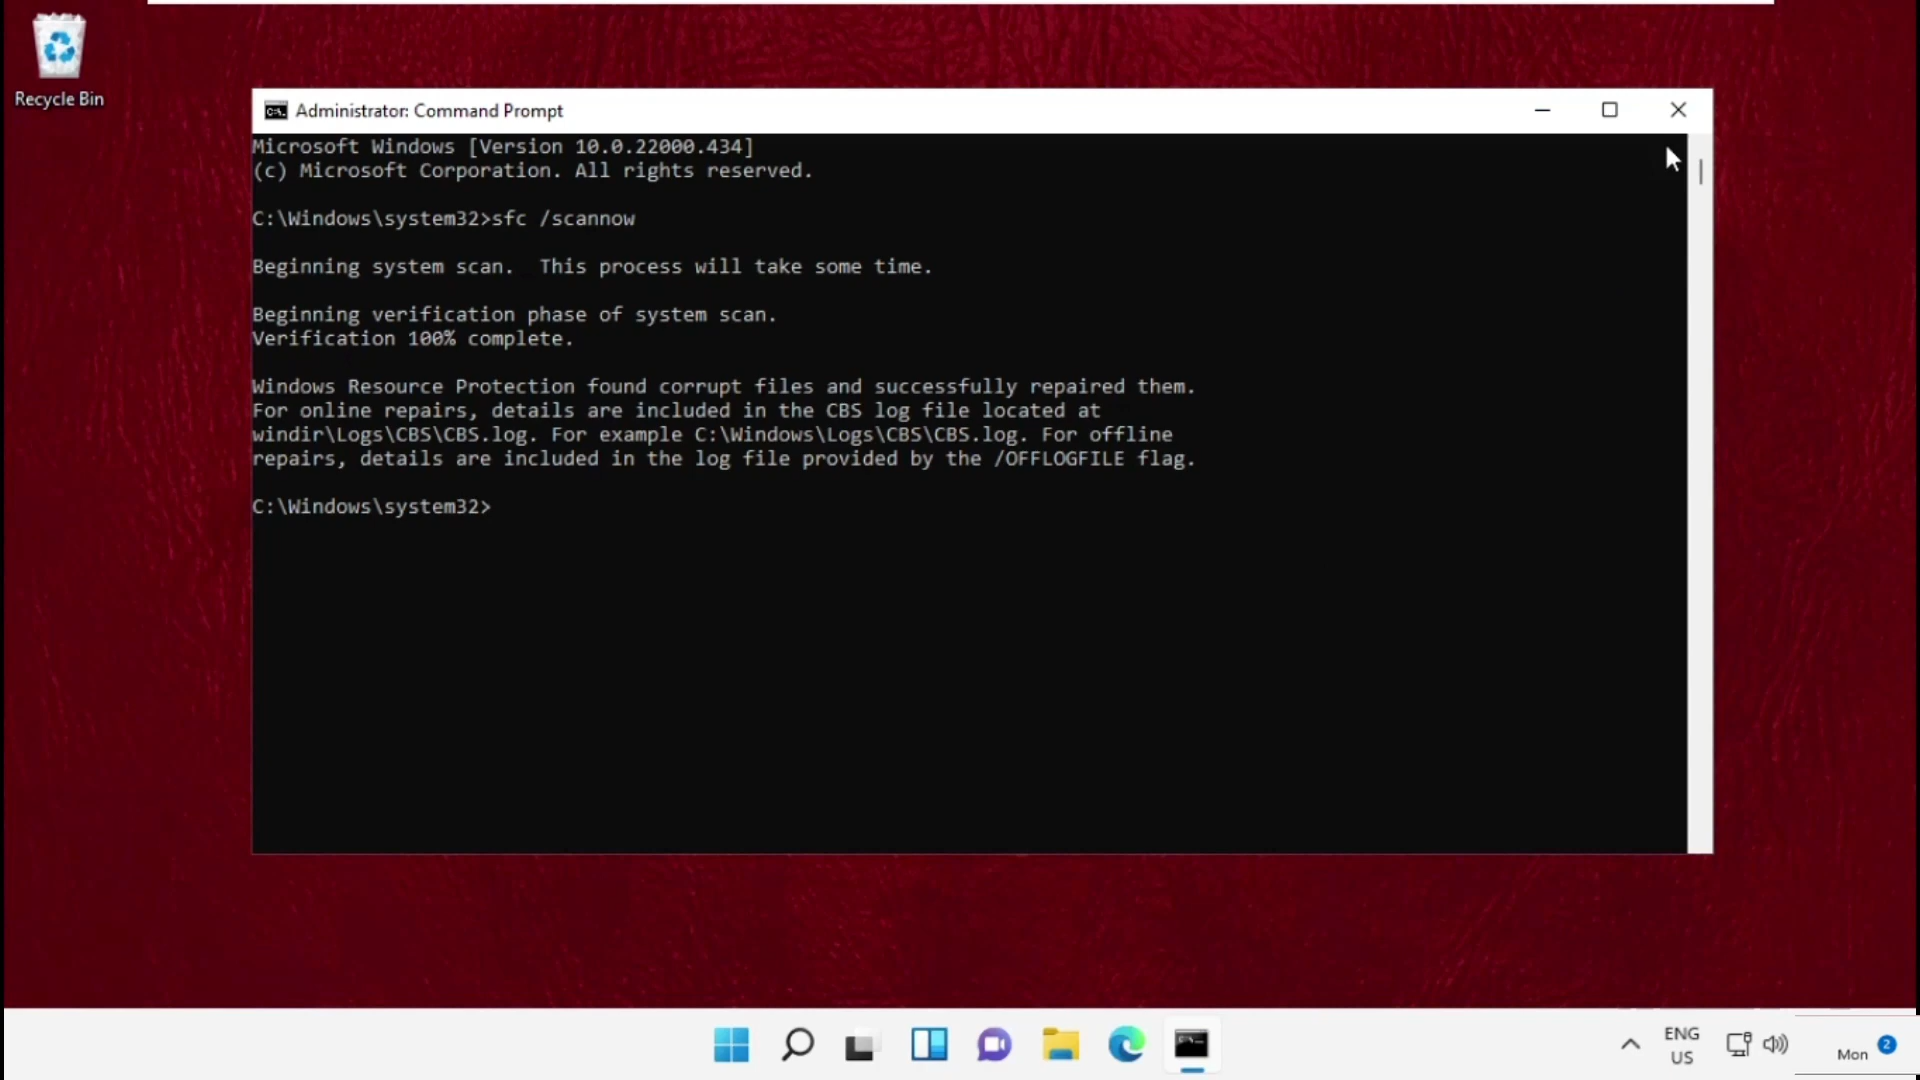 Recycle Bin
Administrator: Command Prompt
Microsoft Windows [Version 10.0.22000.434]
(c) Microsoft Corporation. All rights reserved.
C:\Windows\system32>sfc /scannow
Beginning system scan.  This process will take some time.
Beginning verification phase of system scan.
Verification 100% complete.
Windows Resource Protection found corrupt files and successfully repaired them.
For online repairs, details are included in the CBS log file located at
windir\Logs\CBS\CBS.log. For example C:\Windows\Logs\CBS\CBS.log. For offline
repairs, details are included in the log file provided by the /OFFLOGFILE flag.
C:\Windows\system32>
ENG
US
Mon
2